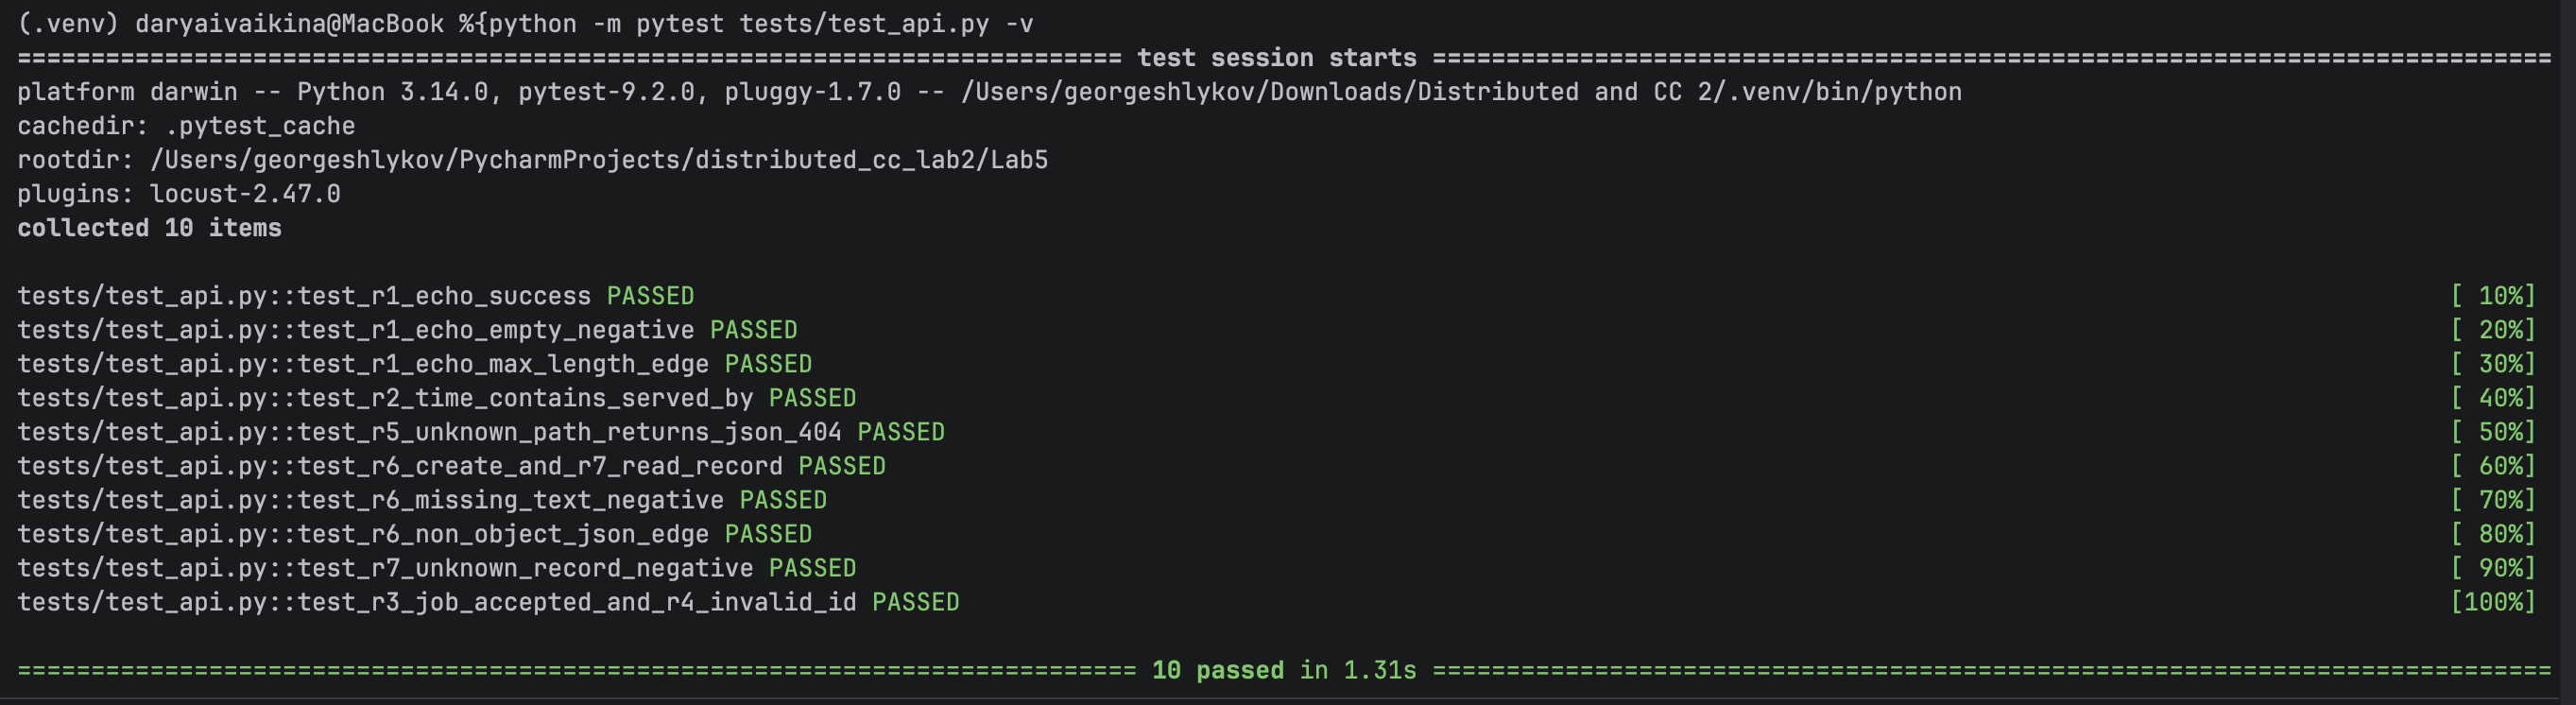 (.venv) daryaivaikina@MacBook %{python -m pytest tests/test_api.py -v
=========================================================================== test session starts ============================================================================
platform darwin -- Python 3.14.0, pytest-9.2.0, pluggy-1.7.0 -- /Users/georgeshlykov/Downloads/Distributed and CC 2/.venv/bin/python
cachedir: .pytest_cache
rootdir: /Users/georgeshlykov/PycharmProjects/distributed_cc_lab2/Lab5
plugins: locust-2.47.0
collected 10 items
tests/test_api.py::test_r1_echo_success PASSED [ 10%]
tests/test_api.py::test_r1_echo_empty_negative PASSED [ 20%]
tests/test_api.py::test_r1_echo_max_length_edge PASSED [ 30%]
tests/test_api.py::test_r2_time_contains_served_by PASSED [ 40%]
tests/test_api.py::test_r5_unknown_path_returns_json_404 PASSED [ 50%]
tests/test_api.py::test_r6_create_and_r7_read_record PASSED [ 60%]
tests/test_api.py::test_r6_missing_text_negative PASSED [ 70%]
tests/test_api.py::test_r6_non_object_json_edge PASSED [ 80%]
tests/test_api.py::test_r7_unknown_record_negative PASSED [ 90%]
tests/test_api.py::test_r3_job_accepted_and_r4_invalid_id PASSED [100%]
============================================================================ 10 passed in 1.31s ============================================================================